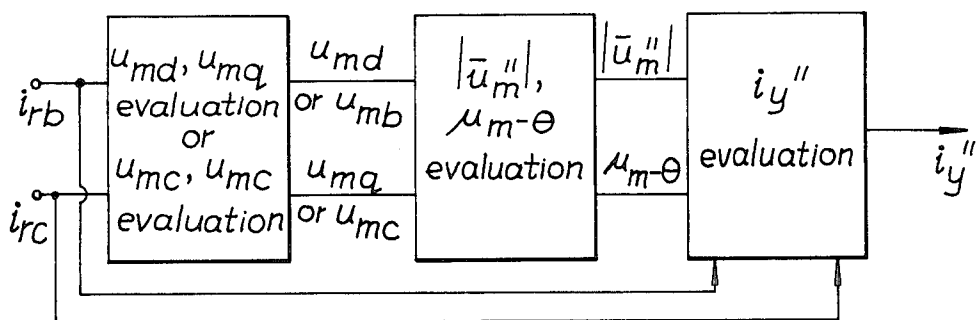 i_rb
i_rc
u_md, u_mq
evaluation
or
u_mc, u_mc
evaluation
u_md
or u_mb
u_mq
or u_mc
|ū_m''|,
μ_m-θ
evaluation
|ū_m''|
μ_m-θ
i_y''
evaluation
i_y''